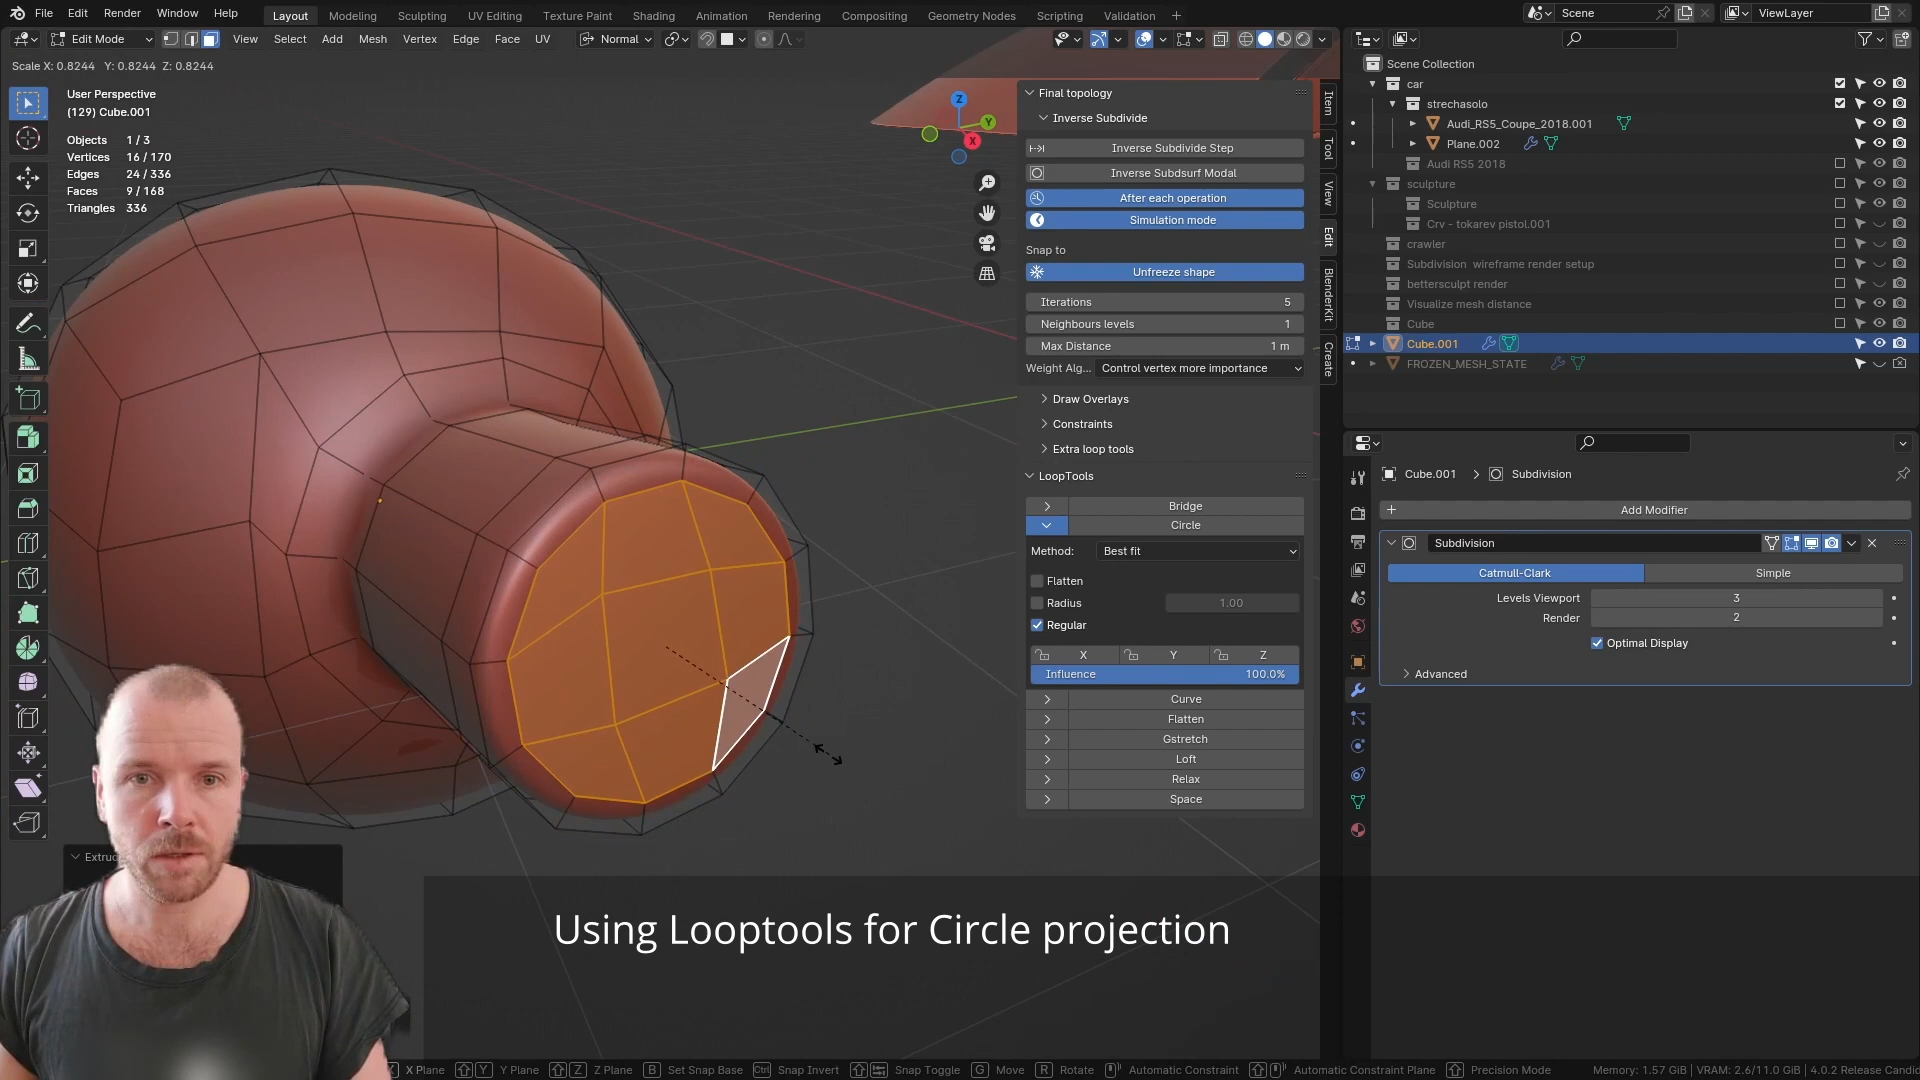 File Edit Render Window Help Layout Modeling Sculpting UV Editing Texture Paint Shading Animation Rendering Compositing Geometry Nodes Scripting Validation + Scene ViewLayer
Edit Mode View Select Add Mesh Vertex Edge Face UV Normal
Scale X: 0.8244 Y: 0.8244 Z: 0.8244
User Perspective
(129) Cube.001
Objects 1 / 3
Vertices 16 / 170
Edges 24 / 336
Faces 9 / 168
Triangles 336
Z
Y
X
Final topology
Inverse Subdivide
Inverse Subdivide Step
Inverse Subdsurf Modal
After each operation
Simulation mode
Snap to
Unfreeze shape
Iterations 5
Neighbours levels 1
Max Distance 1 m
Weight Alg... Control vertex more importance
Draw Overlays
Constraints
Extra loop tools
LoopTools
Bridge
Circle
Method: Best fit
Flatten
Radius 1.00
Regular
X Y Z
Influence 100.0%
Curve
Flatten
Gstretch
Loft
Relax
Space
Item
Tool
View
Edit
BlenderKit
Create
Scene Collection
car
strechasolo
Audi_RS5_Coupe_2018.001
Plane.002
Audi RS5 2018
sculpture
Sculpture
Crv - tokarev pistol.001
crawler
Subdivision wireframe render setup
bettersculpt render
Visualize mesh distance
Cube
Cube.001
FROZEN_MESH_STATE
Cube.001 > Subdivision
+ Add Modifier
Subdivision
Catmull-Clark Simple
Levels Viewport 3
Render 2
Optimal Display
Advanced
Using Looptools for Circle projection
X Plane Y Y Plane Z Z Plane B Set Snap Base Ctrl Snap Invert Snap Toggle G Move R Rotate Automatic Constraint Automatic Constraint Plane Precision Mode Memory: 1.57 GiB | VRAM: 2.6/11.0 GiB | 4.0.2 Release